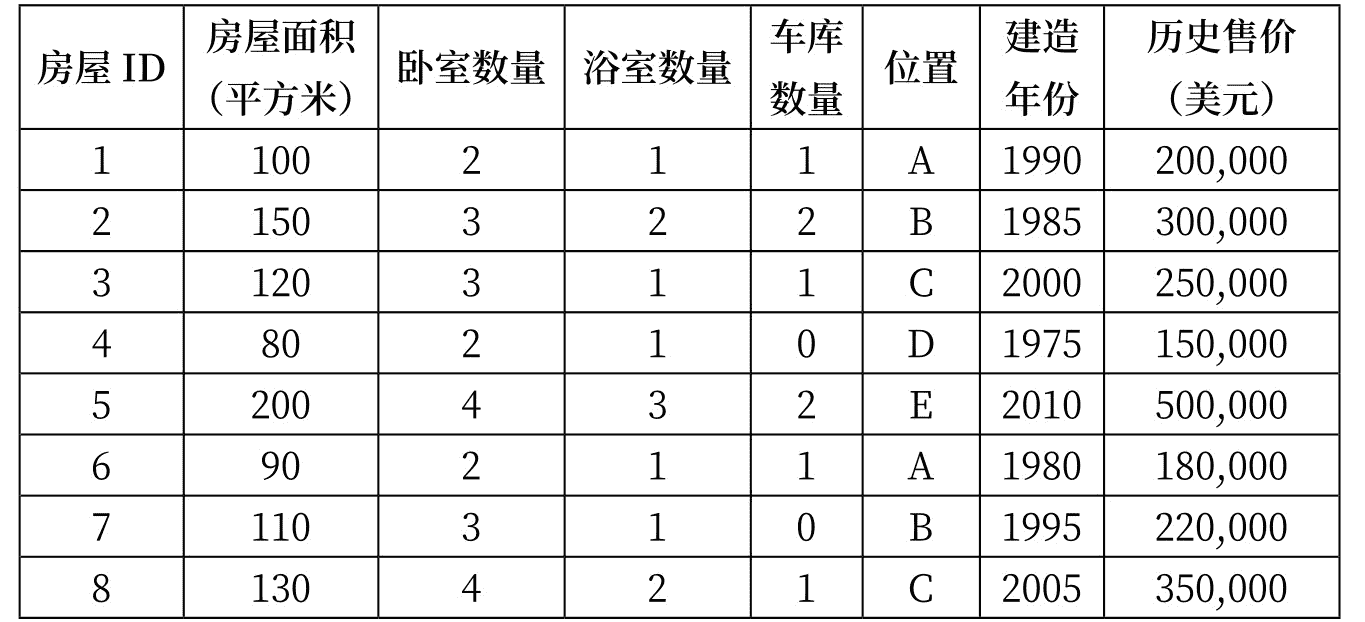 房屋 ID 房屋面积（平方米） 卧室数量 浴室数量 车库数量 位置 建造年份 历史售价（美元）
1 100 2 1 1 A 1990 200,000
2 150 3 2 2 B 1985 300,000
3 120 3 1 1 C 2000 250,000
4 80 2 1 0 D 1975 150,000
5 200 4 3 2 E 2010 500,000
6 90 2 1 1 A 1980 180,000
7 110 3 1 0 B 1995 220,000
8 130 4 2 1 C 2005 350,000